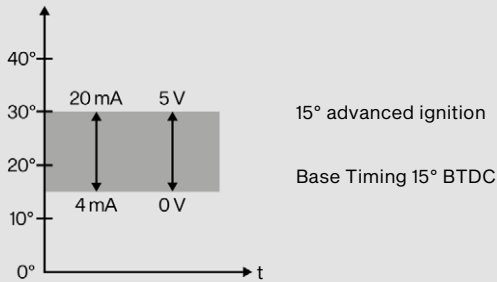 40°
20 mA 5 V
30°
15° advanced ignition
20°
Base Timing 15° BTDC
4 mA 0 V
10°
0°
t